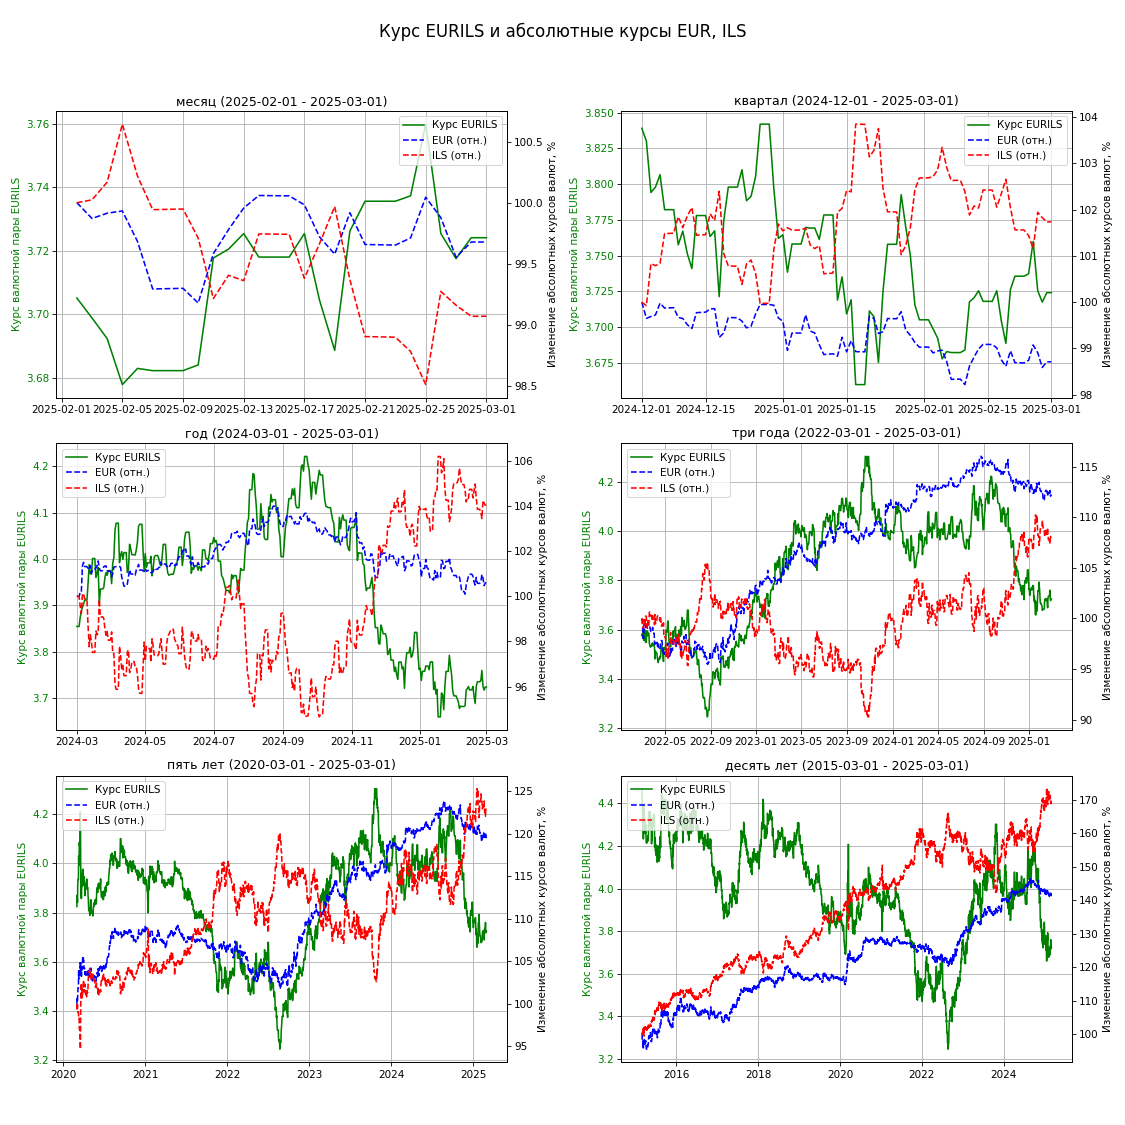 Курс EURILS и абсолютные курсы EUR, ILS
месяц (2025-02-01 - 2025-03-01)
Курс валютной пары EURILS
3.76
3.74
3.72
3.70
3.68
Курс EURILS
EUR (отн.)
ILS (отн.)
100.5
100.0
99.5
99.0
98.5
Изменение абсолютных курсов валют, %
2025-02-01 2025-02-05 2025-02-09 2025-02-13 2025-02-17 2025-02-21 2025-02-25 2025-03-01
квартал (2024-12-01 - 2025-03-01)
Курс валютной пары EURILS
3.850
3.825
3.800
3.775
3.750
3.725
3.700
3.675
Курс EURILS
EUR (отн.)
ILS (отн.)
104
103
102
101
100
99
98
Изменение абсолютных курсов валют, %
2024-12-01 2024-12-15 2025-01-01 2025-01-15 2025-02-01 2025-02-15 2025-03-01
год (2024-03-01 - 2025-03-01)
Курс валютной пары EURILS
4.2
4.1
4.0
3.9
3.8
3.7
Курс EURILS
EUR (отн.)
ILS (отн.)
106
104
102
100
98
96
Изменение абсолютных курсов валют, %
2024-03 2024-05 2024-07 2024-09 2024-11 2025-01 2025-03
три года (2022-03-01 - 2025-03-01)
Курс валютной пары EURILS
4.2
4.0
3.8
3.6
3.4
3.2
Курс EURILS
EUR (отн.)
ILS (отн.)
115
110
105
100
95
90
Изменение абсолютных курсов валют, %
2022-05 2022-09 2023-01 2023-05 2023-09 2024-01 2024-05 2024-09 2025-01
пять лет (2020-03-01 - 2025-03-01)
Курс валютной пары EURILS
4.2
4.0
3.8
3.6
3.4
3.2
Курс EURILS
EUR (отн.)
ILS (отн.)
125
120
115
110
105
100
95
Изменение абсолютных курсов валют, %
2020 2021 2022 2023 2024 2025
десять лет (2015-03-01 - 2025-03-01)
Курс валютной пары EURILS
4.4
4.2
4.0
3.8
3.6
3.4
3.2
Курс EURILS
EUR (отн.)
ILS (отн.)
170
160
150
140
130
120
110
100
Изменение абсолютных курсов валют, %
2016 2018 2020 2022 2024